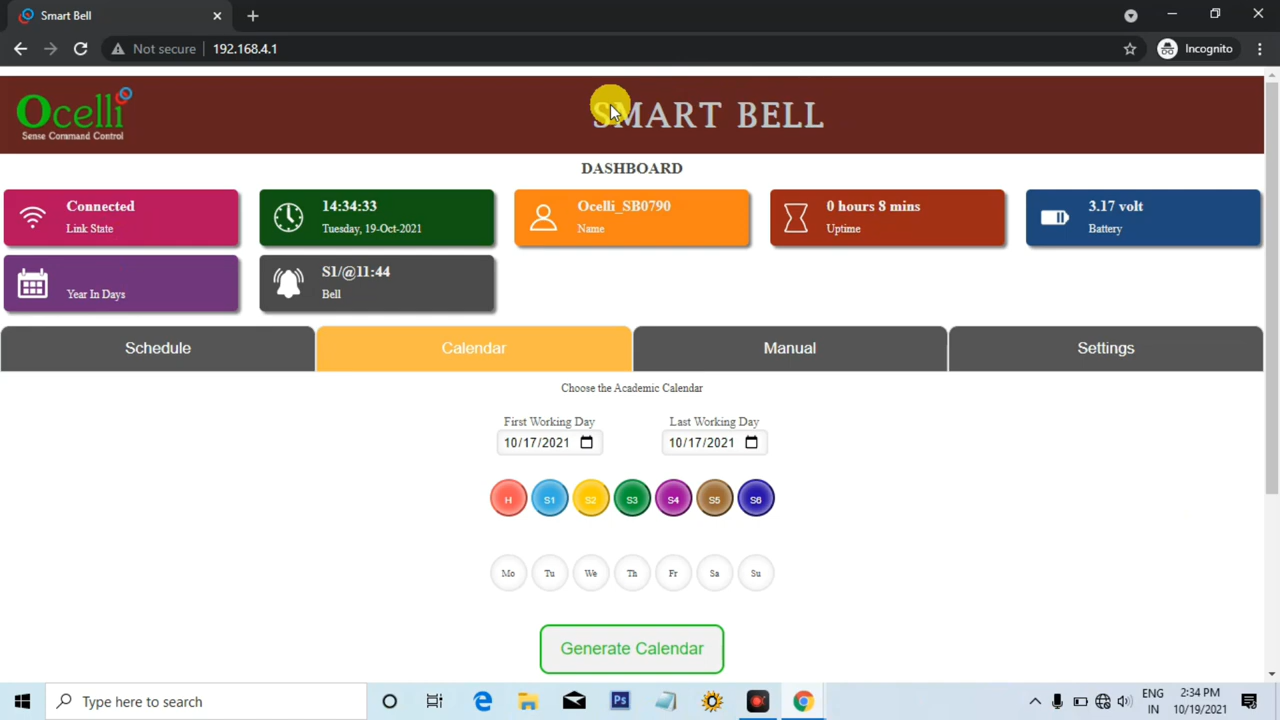 Smart Bell
Not secure
192.168.4.1
Incognito
Ocelli
Sense Command Control
SMART BELL
DASHBOARD
Connected
Link State
14:34:33
Tuesday, 19-Oct-2021
Ocelli_SB0790
Name
0 hours 8 mins
Uptime
3.17 volt
Battery
Year In Days
S1/@11:44
Bell
Schedule
Calendar
Manual
Settings
Choose the Academic Calendar
First Working Day
Last Working Day
10/17/2021
10/17/2021
H S1 S2 S3 S4 S5 S6
Mo Tu We Th Fr Sa Su
Generate Calendar
Type here to search
Ps
ENG
IN
2:34 PM
10/19/2021